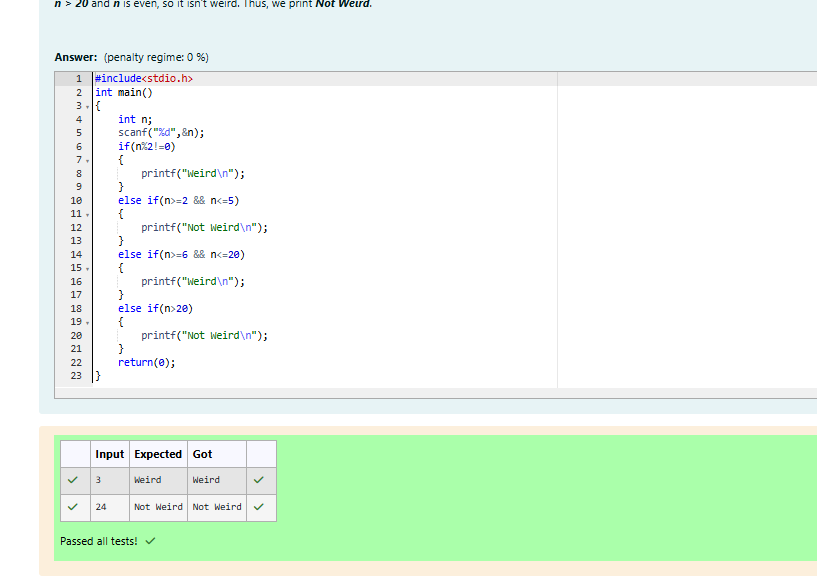 n > 20 and n is even, so it isn't weird. Thus, we print Not Weird.
Answer: (penalty regime: 0 %)
1 #include<stdio.h>
2 int main()
3 {
4 int n;
5 scanf("%d",&n);
6 if(n%2!=0)
7 {
8 printf("Weird\n");
9 }
10 else if(n>=2 && n<=5)
11 {
12 printf("Not Weird\n");
13 }
14 else if(n>=6 && n<=20)
15 {
16 printf("Weird\n");
17 }
18 else if(n>20)
19 {
20 printf("Not Weird\n");
21 }
22 return(0);
23 }
Input Expected Got
3 Weird Weird
24 Not Weird Not Weird
Passed all tests!